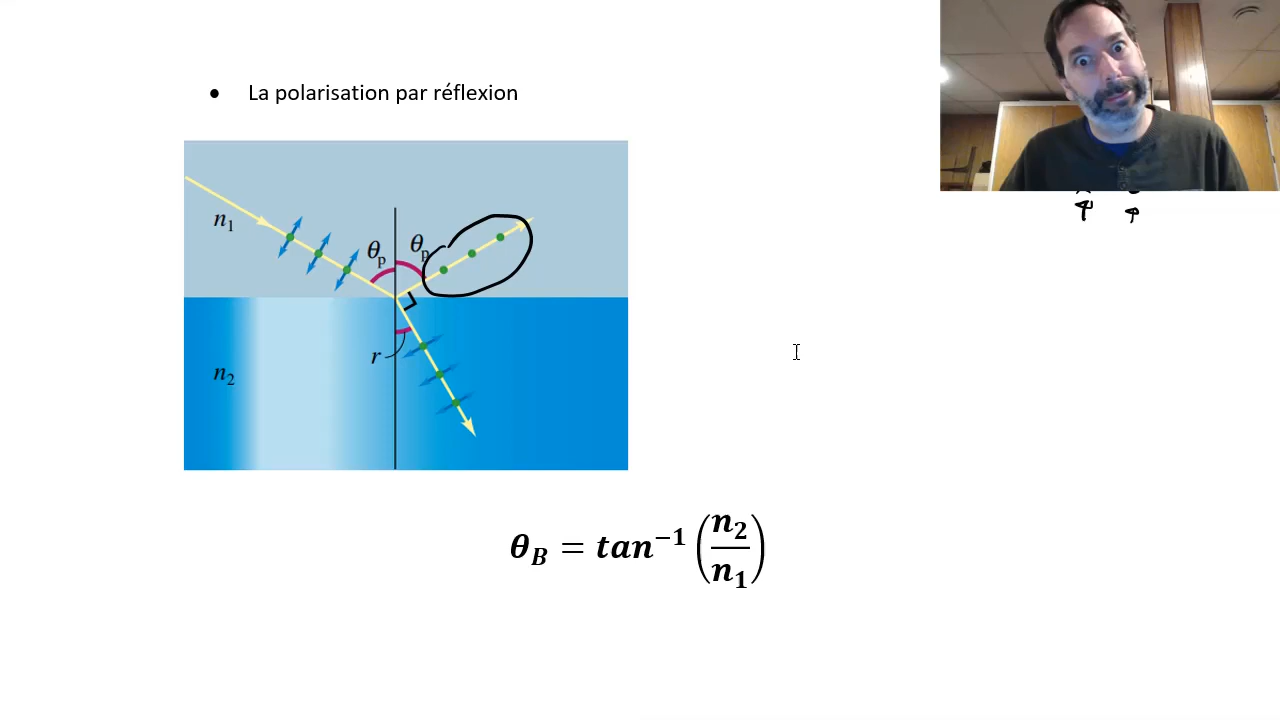 • La polarisation par réflexion
n₁
θₚ
θₚ
r
n₂
θ_B = tan⁻¹ (n₂/n₁)